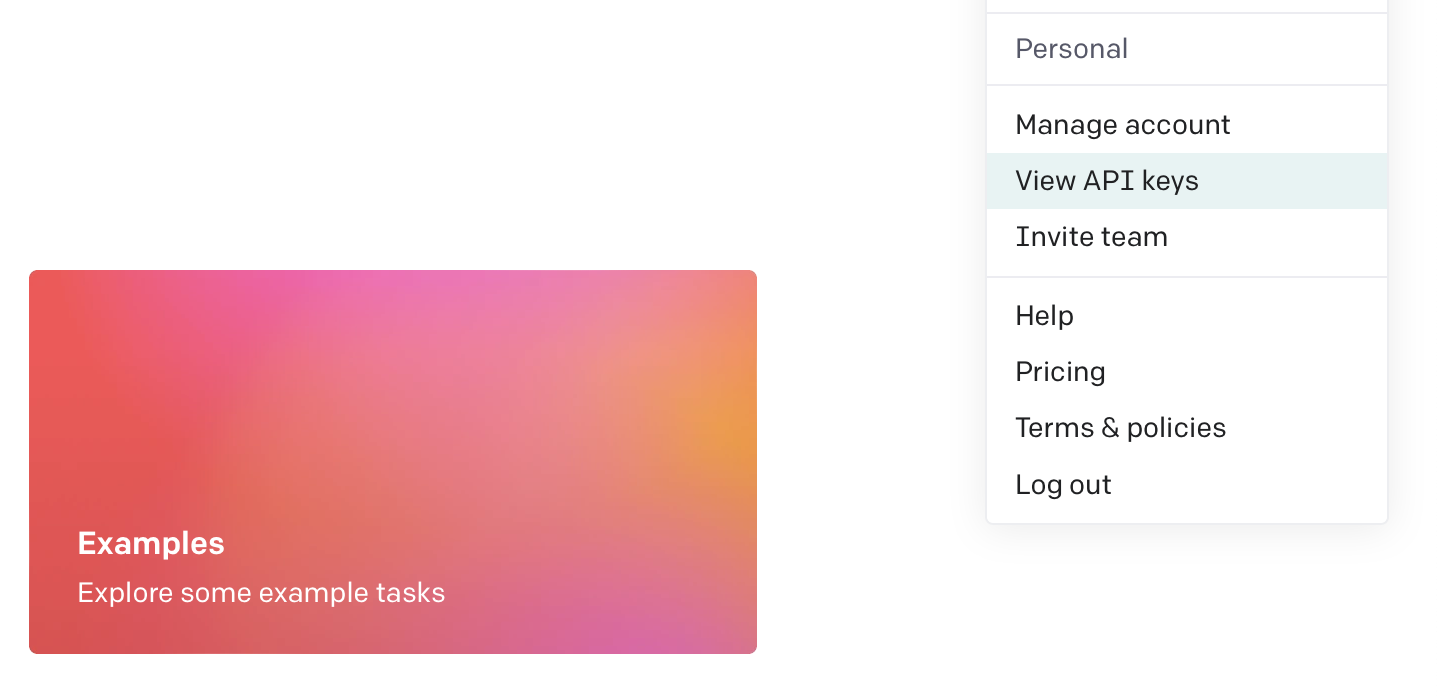 Personal
Manage account
View API keys
Invite team
Help
Pricing
Terms & policies
Log out
Examples
Explore some example tasks